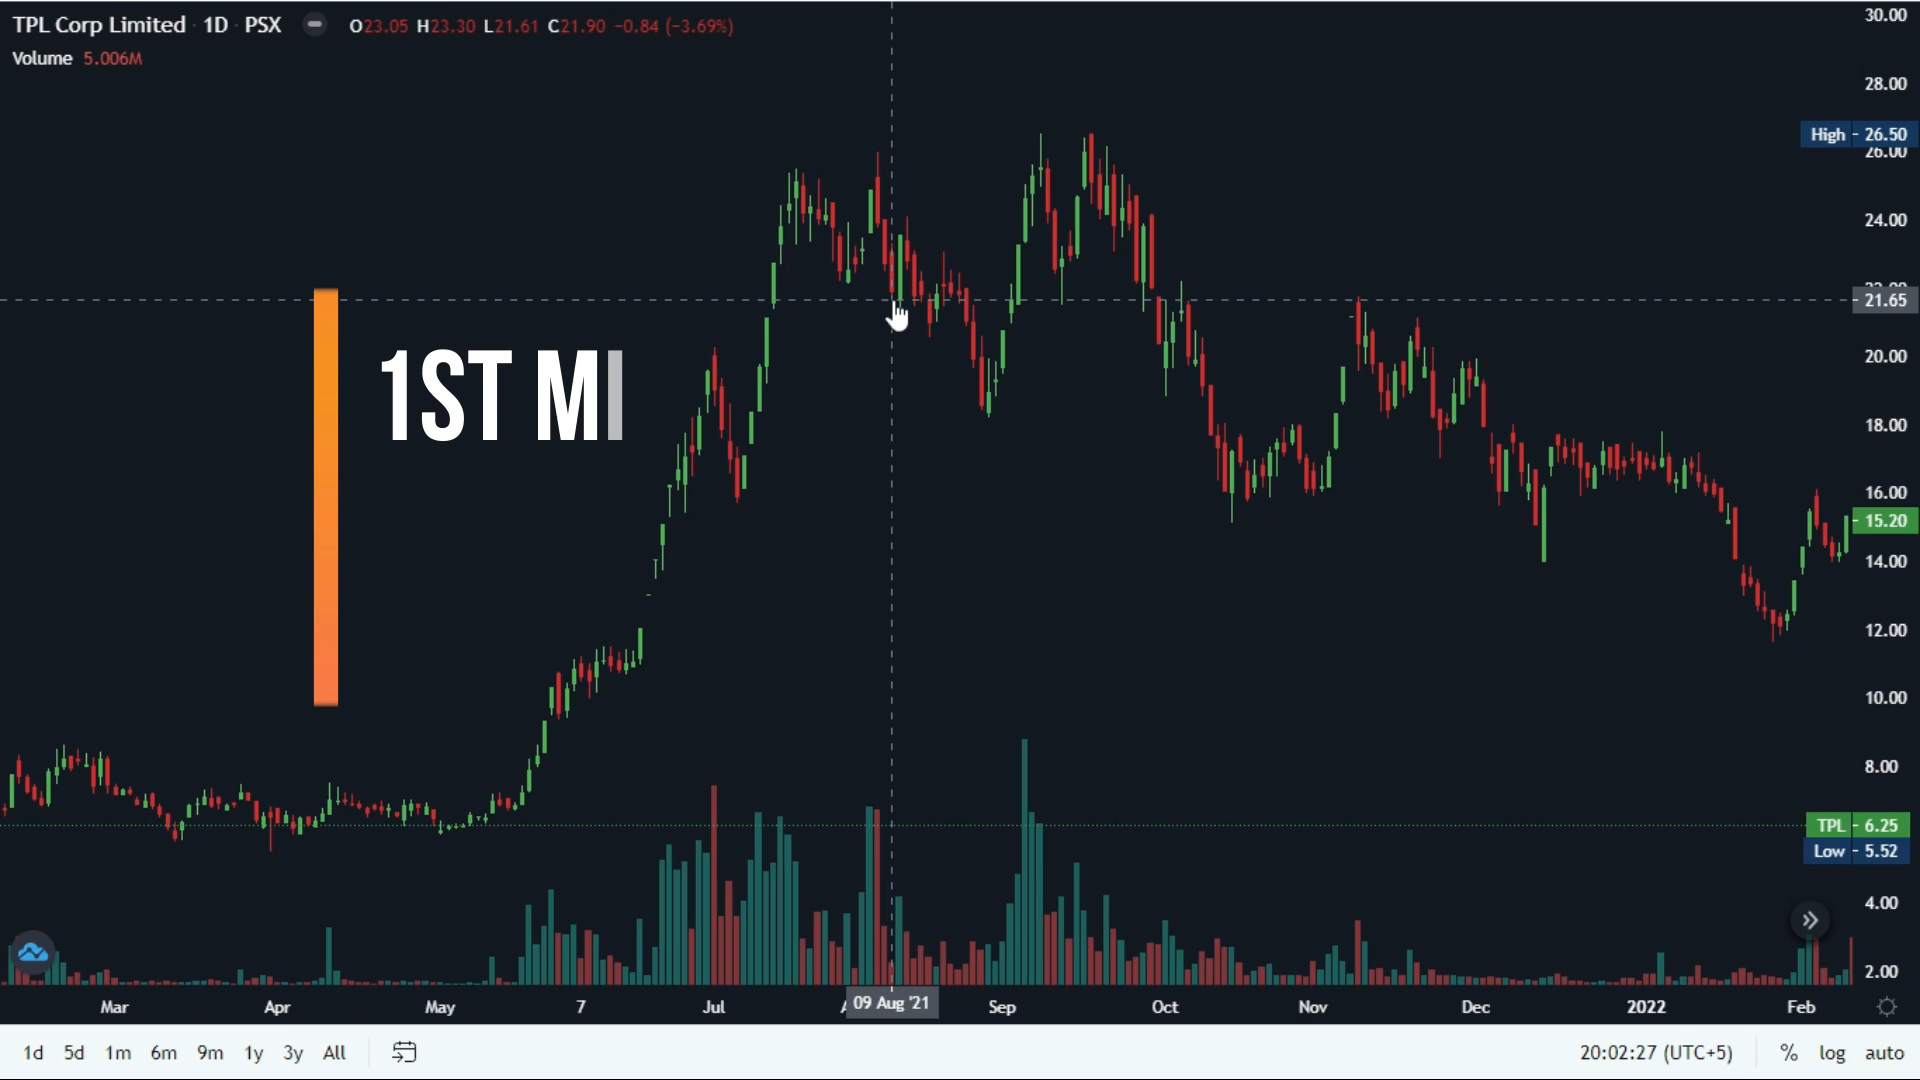 TPL Corp Limited · 1D · PSX O23.05 H23.30 L21.61 C21.90 −0.84 (−3.69%)
Volume 5.006M
30.00
28.00
High 26.50
26.00
24.00
21.65
20.00
18.00
16.00
15.20
14.00
12.00
10.00
8.00
TPL 6.25
Low 5.52
4.00
2.00
1ST MI
Mar Apr May 7 Jul 09 Aug '21 Sep Oct Nov Dec 2022 Feb
1d 5d 1m 6m 9m 1y 3y All 20:02:27 (UTC+5) % log auto